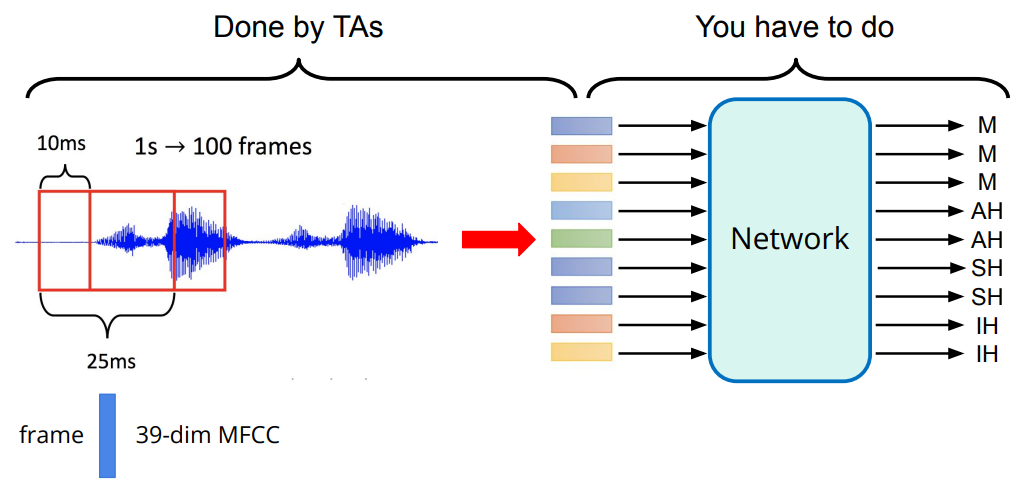 Done by TAs
You have to do
10ms
1s → 100 frames
25ms
frame
39-dim MFCC
Network
M
M
M
AH
AH
SH
SH
IH
IH